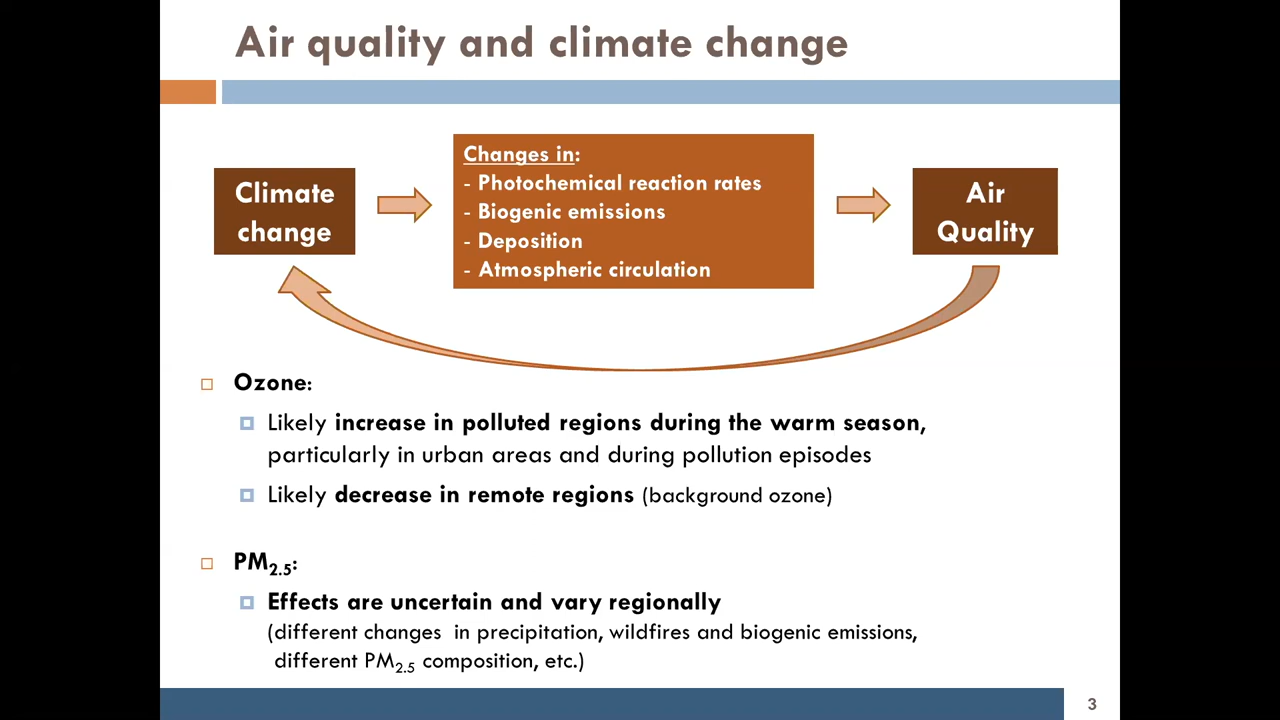 Air quality and climate change
Climate
change
Changes in:
- Photochemical reaction rates
- Biogenic emissions
- Deposition
- Atmospheric circulation
Air
Quality
Ozone:
Likely increase in polluted regions during the warm season,
particularly in urban areas and during pollution episodes
Likely decrease in remote regions (background ozone)
PM2.5:
Effects are uncertain and vary regionally
(different changes in precipitation, wildfires and biogenic emissions,
different PM2.5 composition, etc.)
3